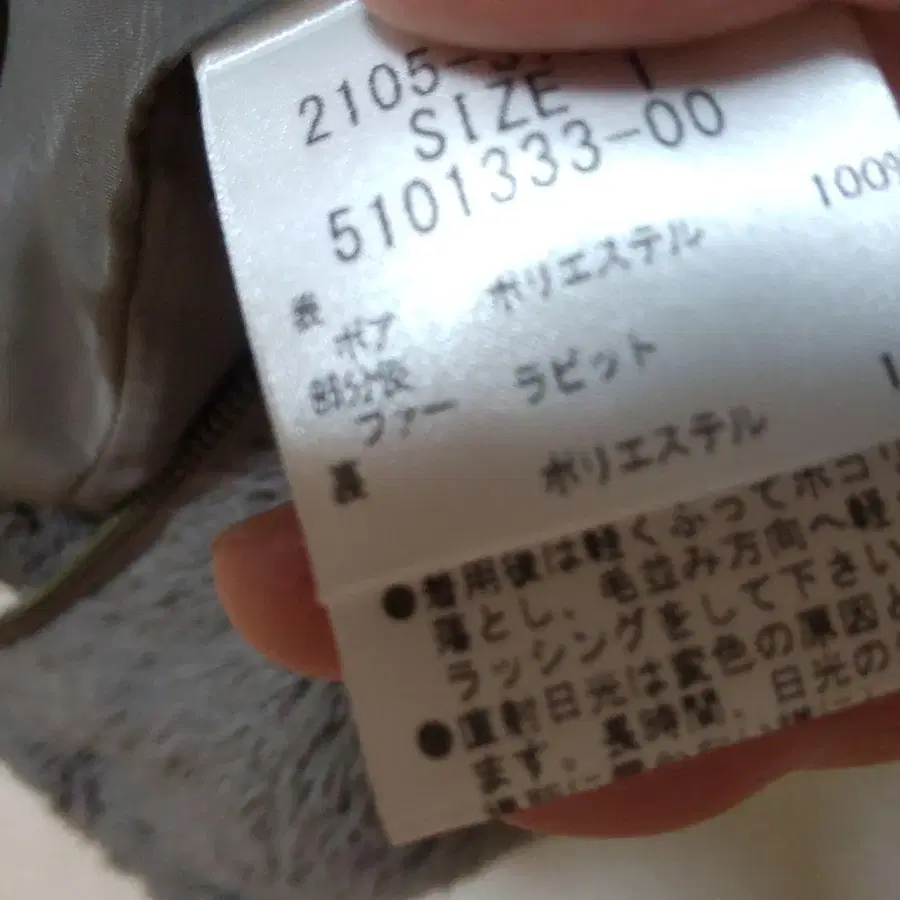 2105-
SIZE 1
5101333-00
100%
表
ボア ポリエステル
部分使
ファー ラビット 1
裏 ポリエステル
●着用後は軽くふってホコリ
落とし、毛並み方向へ軽
ラッシングをして下さい
●直射日光は変色の原因と
ます。長時間、日光の